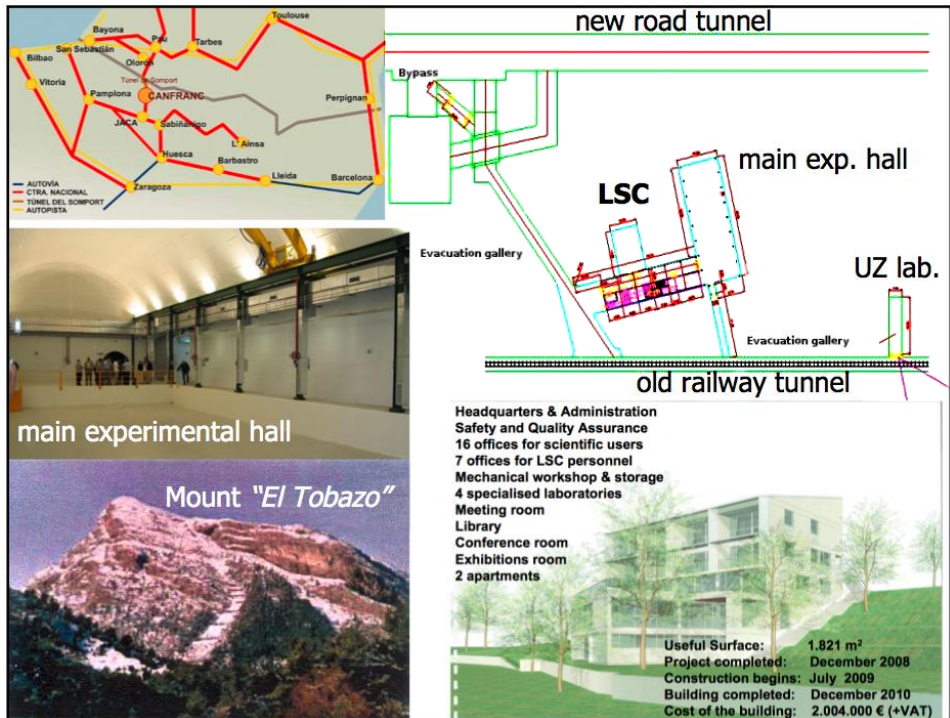 Toulouse
Bayona
Pau
Tarbes
San Sebastián
Bilbao
Oloron
Vitoria
Túnel de Somport
CANFRANC
Pamplona
Perpignan
JACA
Sabiñánigo
L'Ainsa
Huesca
Barbastro
Lleida
Barcelona
Zaragoza
AUTOVÍA
CTRA. NACIONAL
TÚNEL DEL SOMPORT
AUTOPISTA
new road tunnel
Bypass
main exp. hall
LSC
Evacuation gallery
UZ lab.
Evacuation gallery
old railway tunnel
main experimental hall
Mount "El Tobazo"
Headquarters & Administration
Safety and Quality Assurance
16 offices for scientific users
7 offices for LSC personnel
Mechanical workshop & storage
4 specialised laboratories
Meeting room
Library
Conference room
Exhibitions room
2 apartments
Useful Surface: 1.821 m²
Project completed: December 2008
Construction begins: July 2009
Building completed: December 2010
Cost of the building: 2.004.000 € (+VAT)